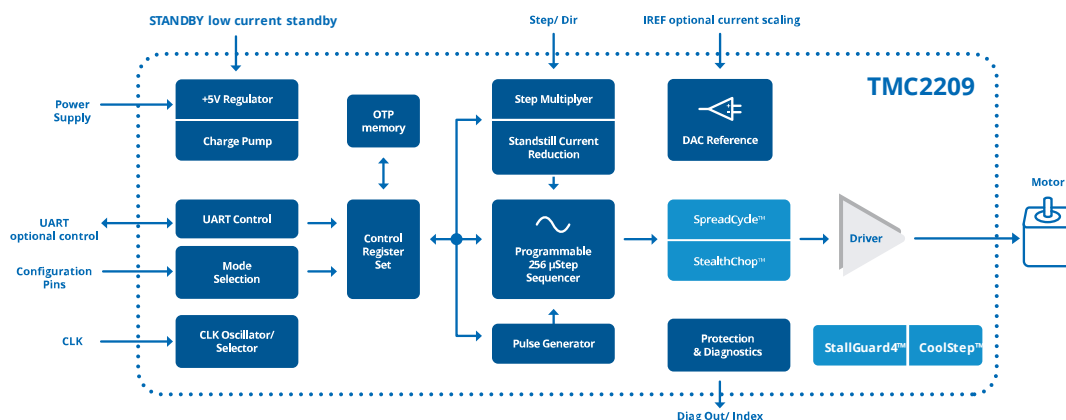 STANDBY low current standby
Step/ Dir
IREF optional current scaling
TMC2209
Power
Supply
+5V Regulator
Charge Pump
OTP
memory
Step Multiplyer
Standstill Current
Reduction
DAC Reference
Motor
UART
optional control
UART Control
Control
Register
Set
Programmable
256 µStep
Sequencer
SpreadCycle™
StealthChop™
Driver
Configuration
Pins
Mode
Selection
CLK
CLK Oscillator/
Selector
Pulse Generator
Protection
& Diagnostics
StallGuard4™
CoolStep™
Diag Out/ Index